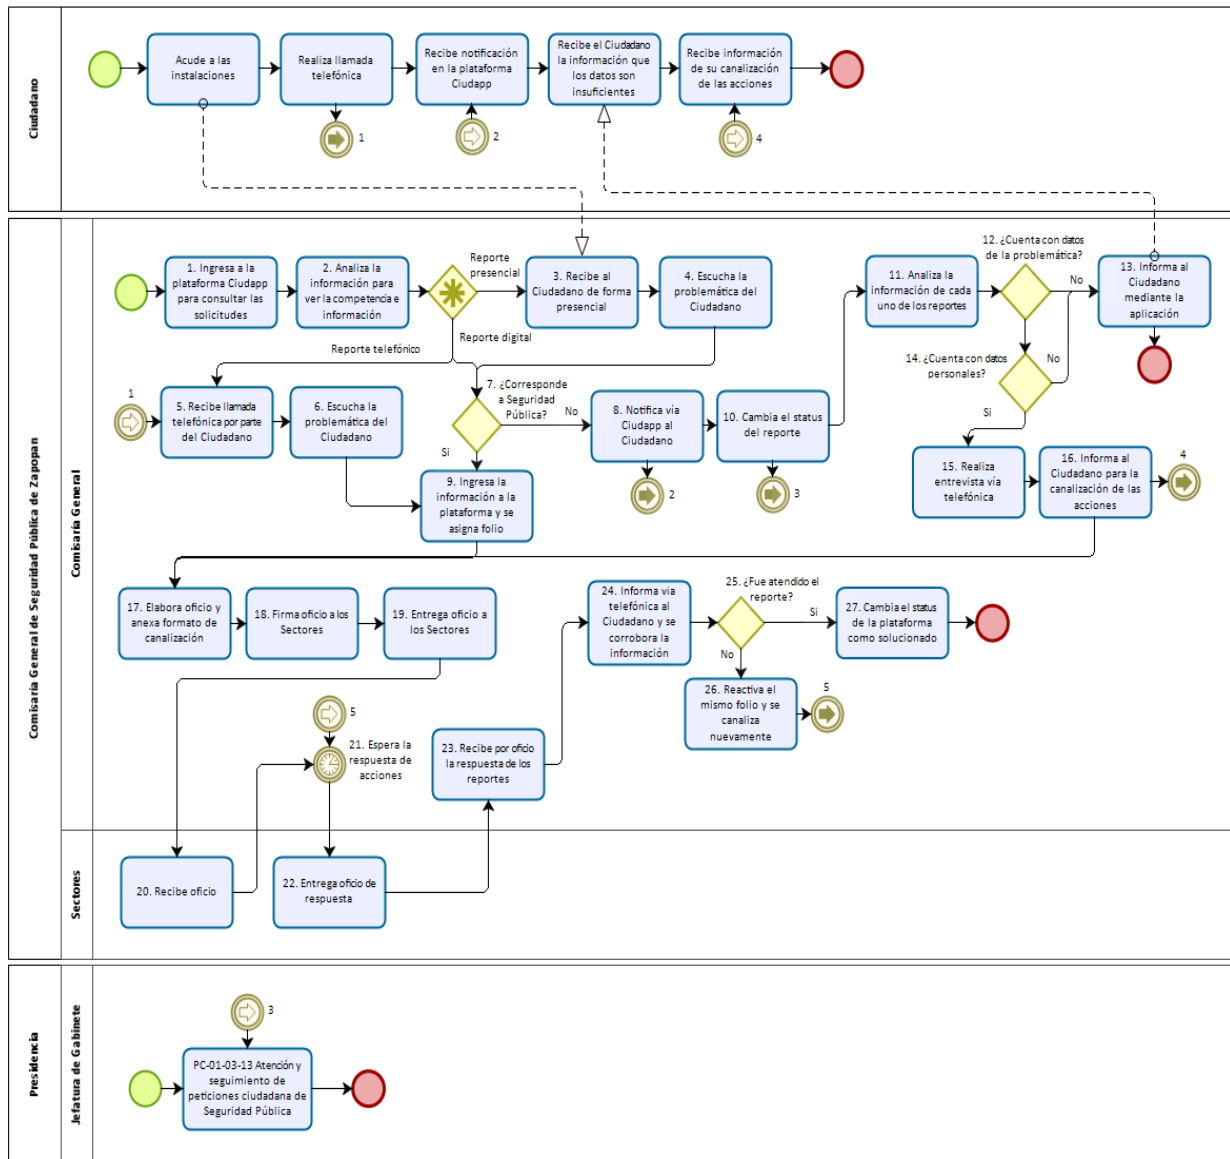 Ciudadano
Acude a las
instalaciones
Realiza llamada
telefónica
Recibe notificación
en la plataforma
Ciudapp
Recibe el Ciudadano
la información que
los datos son
insuficientes
Recibe información
de su canalización
de las acciones
1
2
4
Comisaría General de Seguridad Pública de Zapopan
Comisaría General
1. Ingresa a la
plataforma Ciudapp
para consultar las
solicitudes
2. Analiza la
información para
ver la competencia e
información
Reporte
presencial
3. Recibe al
Ciudadano de forma
presencial
4. Escucha la
problemática del
Ciudadano
11. Analiza la
información de cada
uno de los reportes
12. ¿Cuenta con datos
de la problemática?
No
13. Informa al
Ciudadano
mediante la
aplicación
Reporte telefónico
Reporte digital
14. ¿Cuenta con datos
personales?
No
Si
1
5. Recibe llamada
telefónica por parte
del Ciudadano
6. Escucha la
problemática del
Ciudadano
7. ¿Corresponde
a Seguridad
Pública?
No
Si
8. Notifica vía
Ciudapp al
Ciudadano
10. Cambia el status
del reporte
9. Ingresa la
información a la
plataforma y se
asigna folio
2
3
15. Realiza
entrevista vía
telefónica
16. Informa al
Ciudadano para la
canalización de las
acciones
4
17. Elabora oficio y
anexa formato de
canalización
18. Firma oficio a los
Sectores
19. Entrega oficio a
los Sectores
24. Informa via
telefónica al
Ciudadano y se
corrobora la
información
25. ¿Fue atendido el
reporte?
Si
No
27. Cambia el status
de la plataforma
como solucionado
26. Reactiva el
mismo folio y se
canaliza
nuevamente
5
5
21. Espera la
respuesta de
acciones
23. Recibe por oficio
la respuesta de los
reportes
Sectores
20. Recibe oficio
22. Entrega oficio de
respuesta
Presidencia
Jefatura de Gabinete
3
PC-01-03-13 Atención y
seguimiento de
peticiones ciudadana de
Seguridad Pública